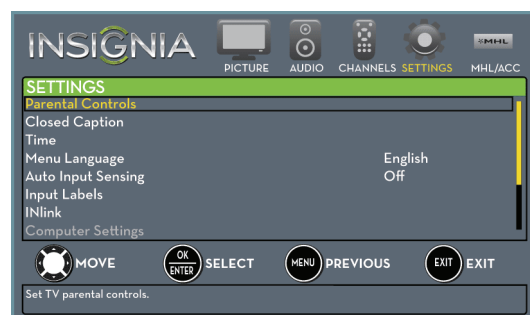 INSIGNIA
PICTURE AUDIO CHANNELS SETTINGS MHL MHL/ACC
SETTINGS
Parental Controls
Closed Caption
Time
Menu Language English
Auto Input Sensing Off
Input Labels
INlink
Computer Settings
MOVE OK ENTER SELECT MENU PREVIOUS EXIT EXIT
Set TV parental controls.